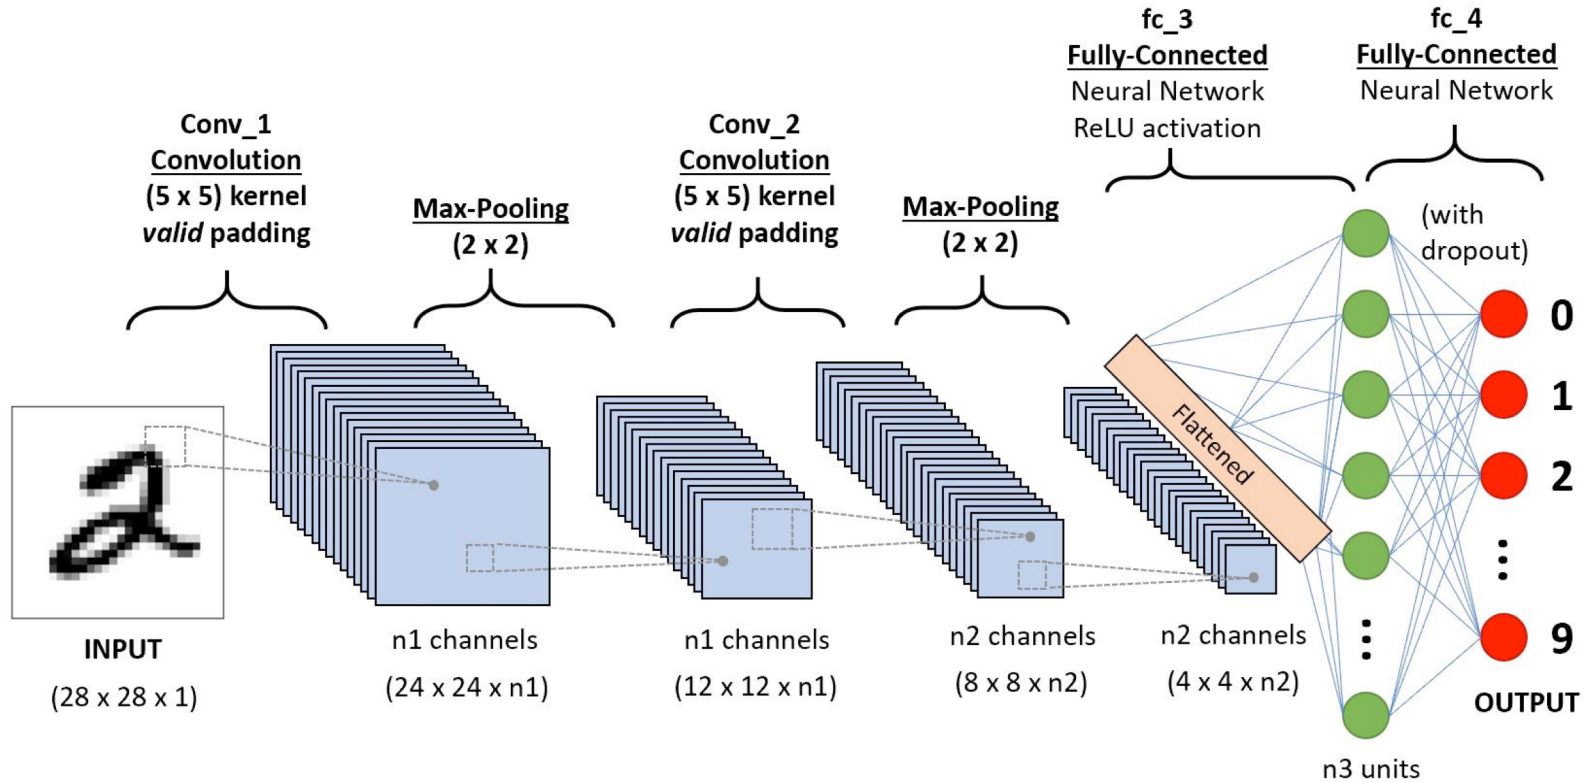 Conv_1
Convolution
(5 x 5) kernel
valid padding
Max-Pooling
(2 x 2)
Conv_2
Convolution
(5 x 5) kernel
valid padding
Max-Pooling
(2 x 2)
fc_3
Fully-Connected
Neural Network
ReLU activation
fc_4
Fully-Connected
Neural Network
(with
dropout)
Flattened
0
1
2
9
OUTPUT
INPUT
(28 x 28 x 1)
n1 channels
(24 x 24 x n1)
n1 channels
(12 x 12 x n1)
n2 channels
(8 x 8 x n2)
n2 channels
(4 x 4 x n2)
n3 units
2